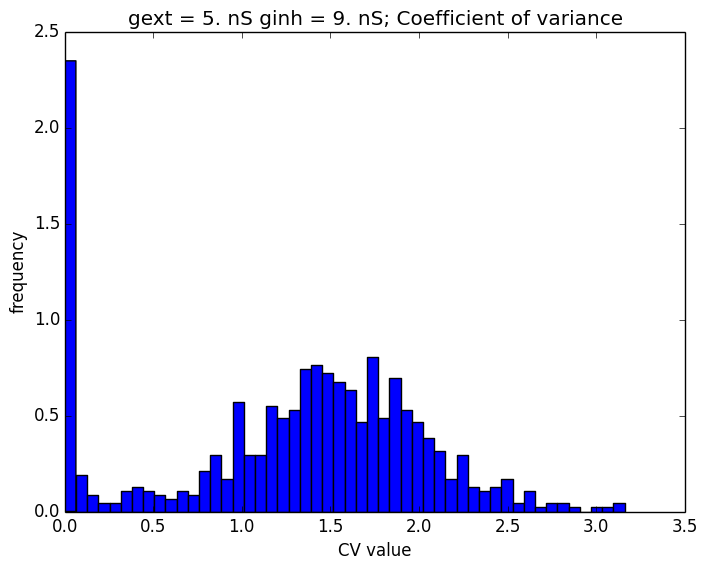 gext = 5. nS ginh = 9. nS; Coefficient of variance
2.5
2.0
1.5
1.0
0.5
0.0
frequency
0.0 0.5 1.0 1.5 2.0 2.5 3.0 3.5
CV value